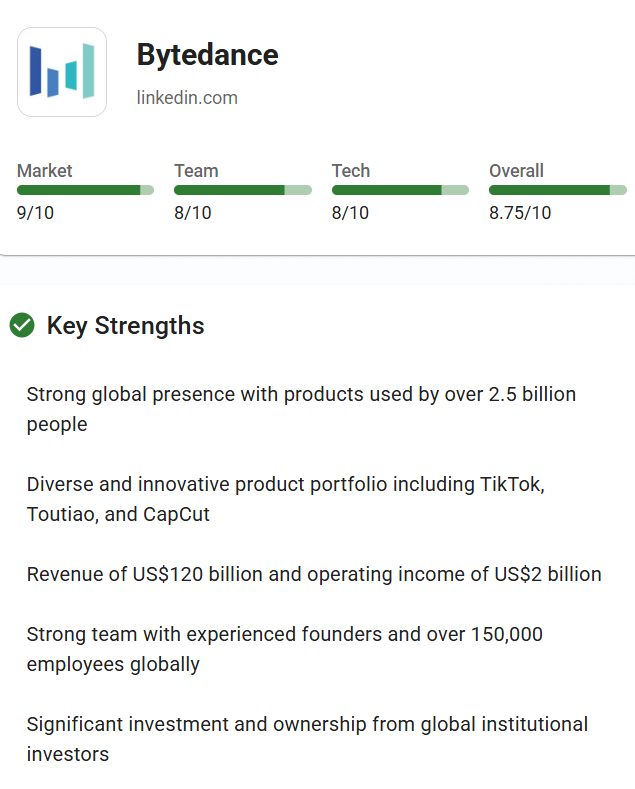 Bytedance
linkedin.com
Market Team Tech Overall
9/10 8/10 8/10 8.75/10
Key Strengths
Strong global presence with products used by over 2.5 billion
people
Diverse and innovative product portfolio including TikTok,
Toutiao, and CapCut
Revenue of US$120 billion and operating income of US$2 billion
Strong team with experienced founders and over 150,000
employees globally
Significant investment and ownership from global institutional
investors